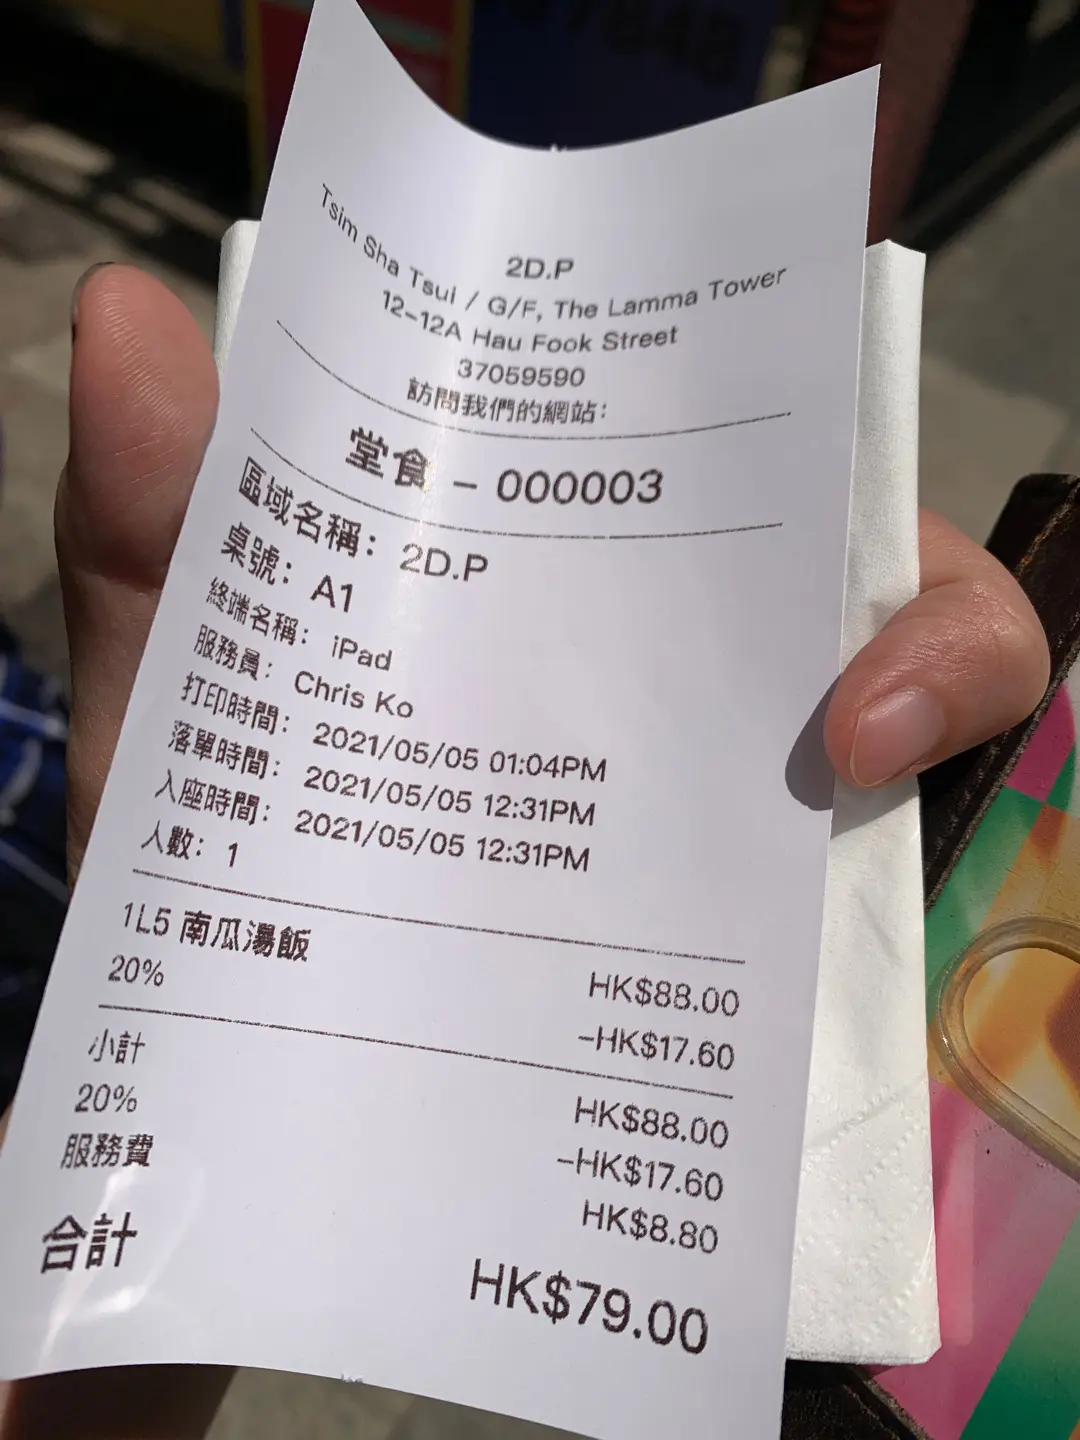 2D.P
Tsim Sha Tsui / G/F, The Lamma Tower
12-12A Hau Fook Street
37059590
訪問我們的網站:
堂食 – 000003
區域名稱: 2D.P
桌號: A1
終端名稱: iPad
服務員: Chris Ko
打印時間: 2021/05/05 01:04PM
落單時間: 2021/05/05 12:31PM
入座時間: 2021/05/05 12:31PM
人數: 1
1L5 南瓜湯飯 HK$88.00
20% –HK$17.60
小計 HK$88.00
20% –HK$17.60
服務費 HK$8.80
合計 HK$79.00